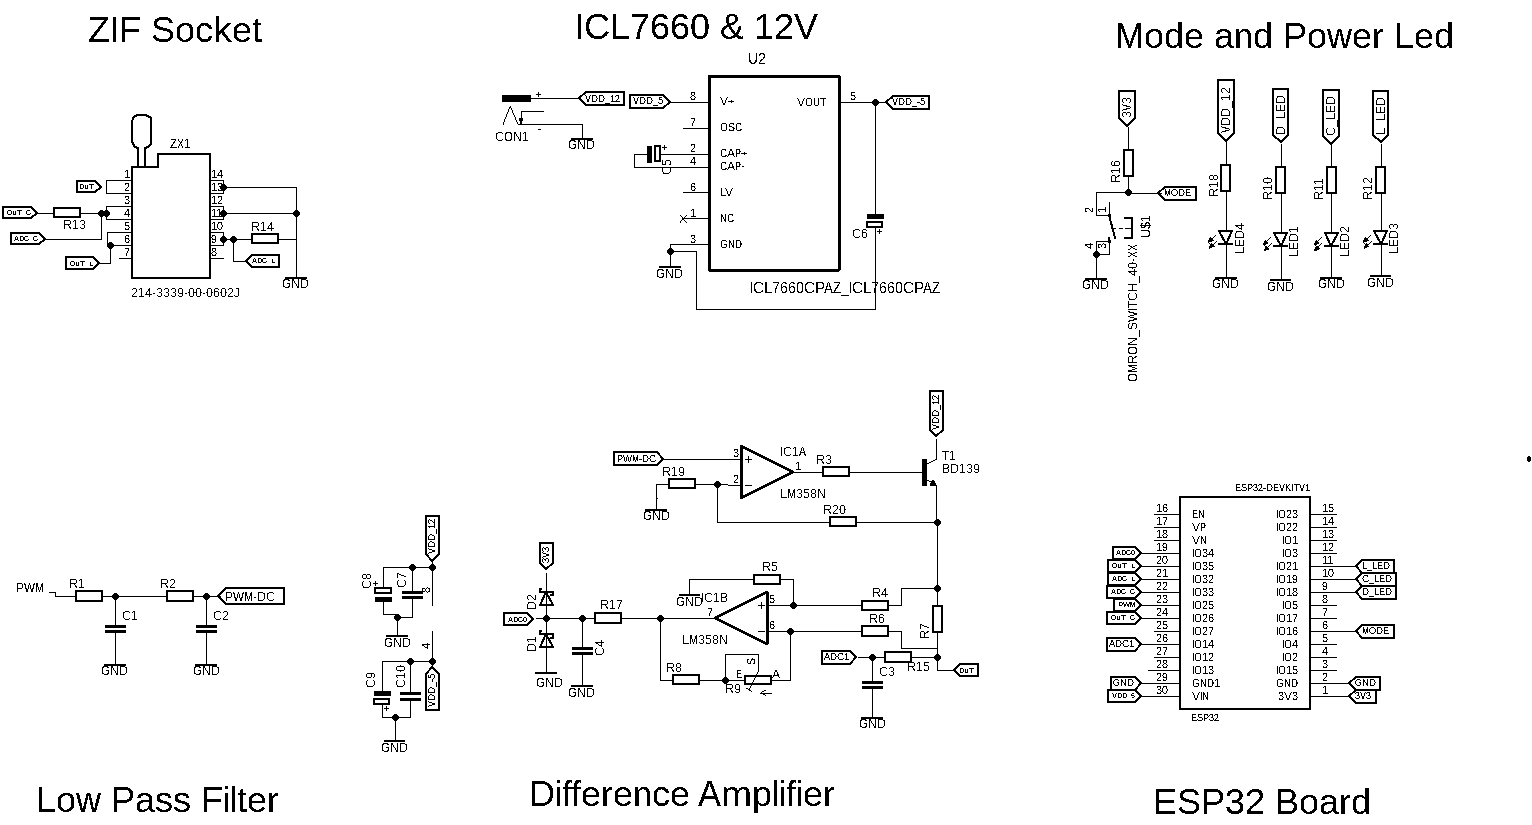 ZIF Socket
ZX1
1
2
3
4
5
6
7
14
13
12
11
10
9
8
DUT
OUT C
R13
ADC C
OUT L
R14
ADC L
GND
214-3339-00-0602J
ICL7660 & 12V
U2
CON1
+
-
VDD_12
GND
VDD_5
8 V+
7 OSC
2 CAP+
4 CAP-
6 LV
1 NC
3 GND
VOUT 5
VDD_-5
C5
+
C6
+
GND
ICL7660CPAZ_ICL7660CPAZ
Mode and Power Led
3V3
R16
MODE
2
1
4
3
U$1
GND
OMRON_SWITCH_40-XX
VDD_12
R18
LED4
GND
D_LED
R10
LED1
GND
C_LED
R11
LED2
GND
L_LED
R12
LED3
GND
PWM
R1
R2
PWM-DC
C1
C2
GND
GND
Low Pass Filter
VDD_12
C8
+
C7
8
GND
4
C9
+
C10
VDD_-5
GND
VDD_12
PWM-DC
3
2
1
+
-
IC1A
LM358N
R3
T1
BD139
R19
GND
R20
3V3
D2
D1
ADC0
GND
C4
GND
R17
R5
GND
IC1B
7
5
6
+
-
LM358N
R4
R6
R7
R8
R9
E
S
A
ADC1
R15
C3
GND
DUT
Difference Amplifier
ESP32-DEVKITV1
16 EN IO23 15
17 VP IO22 14
18 VN IO1 13
ADC0 19 IO34 IO3 12
OUT L 20 IO35 IO21 11 L_LED
ADC L 21 IO32 IO19 10 C_LED
ADC C 22 IO33 IO18 9 D_LED
PWM 23 IO25 IO5 8
OUT C 24 IO26 IO17 7
25 IO27 IO16 6 MODE
ADC1 26 IO14 IO4 5
27 IO12 IO2 4
28 IO13 IO15 3
GND 29 GND1 GND 2 GND
VDD 5 30 VIN 3V3 1 3V3
ESP32
ESP32 Board